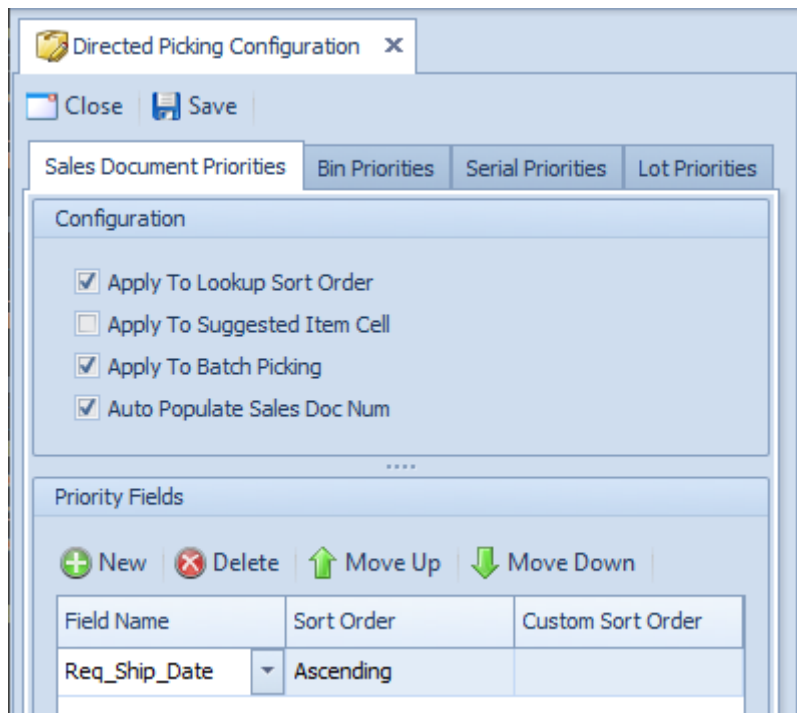 Directed Picking Configuration
Close Save
Sales Document Priorities Bin Priorities Serial Priorities Lot Priorities
Configuration
Apply To Lookup Sort Order
Apply To Suggested Item Cell
Apply To Batch Picking
Auto Populate Sales Doc Num
Priority Fields
New Delete Move Up Move Down
Field Name Sort Order Custom Sort Order
Req_Ship_Date Ascending